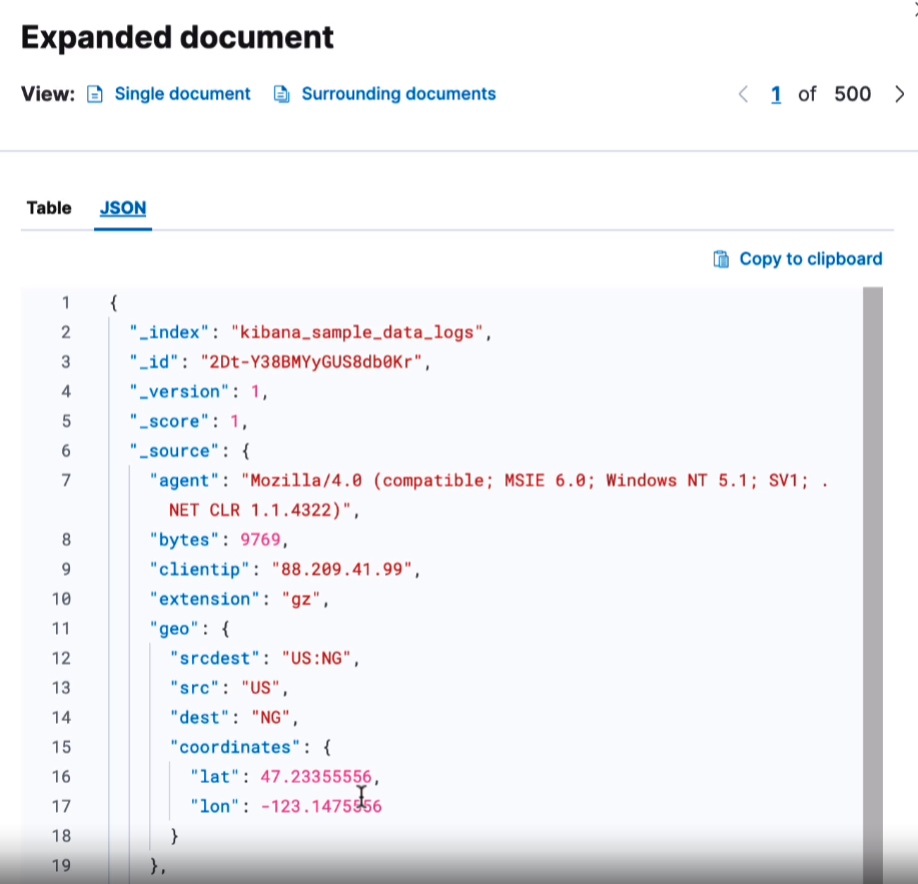 Expanded document
View: Single document Surrounding documents 1 of 500
Table JSON
Copy to clipboard
1 {
2 "_index": "kibana_sample_data_logs",
3 "_id": "2Dt-Y38BMYyGUS8db0Kr",
4 "_version": 1,
5 "_score": 1,
6 "_source": {
7 "agent": "Mozilla/4.0 (compatible; MSIE 6.0; Windows NT 5.1; SV1; .
NET CLR 1.1.4322)",
8 "bytes": 9769,
9 "clientip": "88.209.41.99",
10 "extension": "gz",
11 "geo": {
12 "srcdest": "US:NG",
13 "src": "US",
14 "dest": "NG",
15 "coordinates": {
16 "lat": 47.23355556,
17 "lon": -123.1475556
18 }
19 },